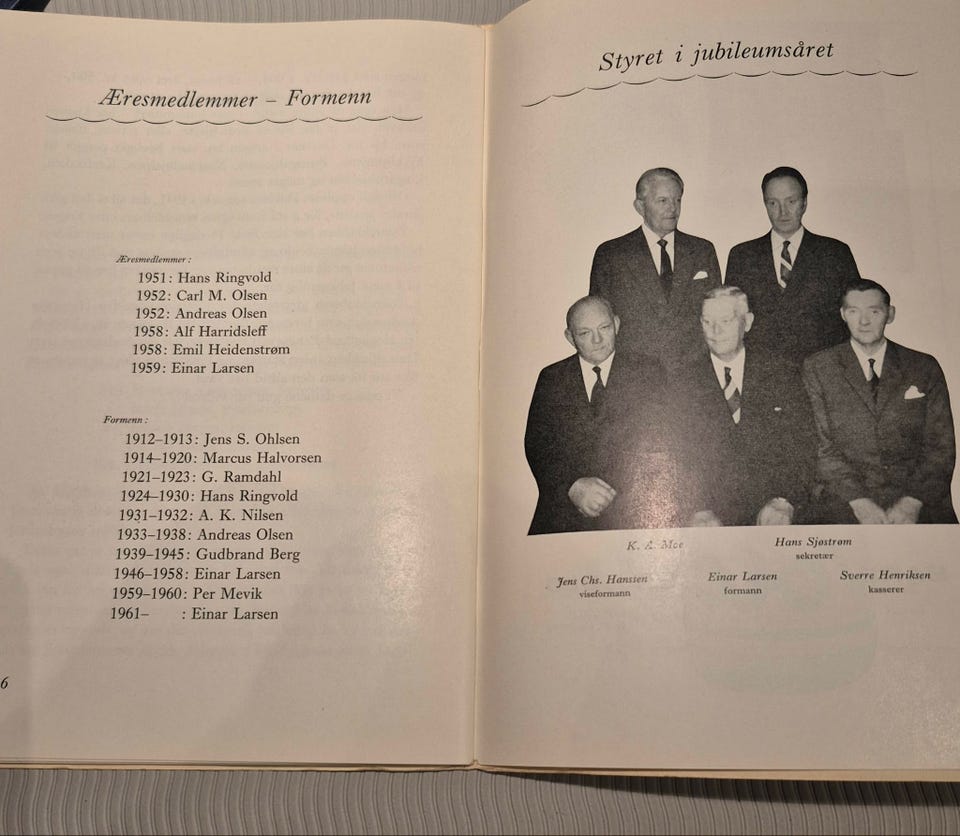 Æresmedlemmer – Formenn
Æresmedlemmer:
1951: Hans Ringvold
1952: Carl M. Olsen
1952: Andreas Olsen
1958: Alf Harridsleff
1958: Emil Heidenstrøm
1959: Einar Larsen
Formenn:
1912–1913: Jens S. Ohlsen
1914–1920: Marcus Halvorsen
1921–1923: G. Ramdahl
1924–1930: Hans Ringvold
1931–1932: A. K. Nilsen
1933–1938: Andreas Olsen
1939–1945: Gudbrand Berg
1946–1958: Einar Larsen
1959–1960: Per Mevik
1961– : Einar Larsen
6
Styret i jubileumsåret
K. A. Moe
Hans Sjøstrøm
sekretær
Jens Chs. Hanssen
viseformann
Einar Larsen
formann
Sverre Henriksen
kasserer